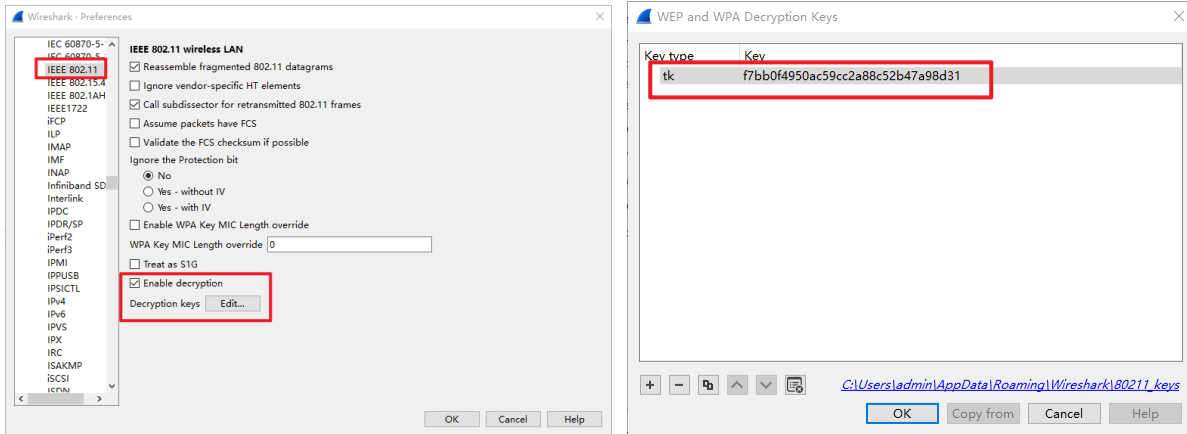 Wireshark · Preferences
IEC 60870-5-
IEC 60870-5-
IEEE 802.11
IEEE 802.15.4
IEEE 802.1AH
IEEE1722
iFCP
ILP
IMAP
IMF
INAP
Infiniband SD
Interlink
IPDC
IPDR/SP
iPerf2
iPerf3
IPMI
IPPUSB
IPSICTL
IPv4
IPv6
IPVS
IPX
IRC
ISAKMP
iSCSI
ISDN
IEEE 802.11 wireless LAN
Reassemble fragmented 802.11 datagrams
Ignore vendor-specific HT elements
Call subdissector for retransmitted 802.11 frames
Assume packets have FCS
Validate the FCS checksum if possible
Ignore the Protection bit
No
Yes - without IV
Yes - with IV
Enable WPA Key MIC Length override
WPA Key MIC Length override 0
Treat as S1G
Enable decryption
Decryption keys Edit...
OK Cancel Help
WEP and WPA Decryption Keys
Key type Key
tk f7bb0f4950ac59cc2a88c52b47a98d31
C:\Users\admin\AppData\Roaming\Wireshark\80211_keys
OK Copy from Cancel Help